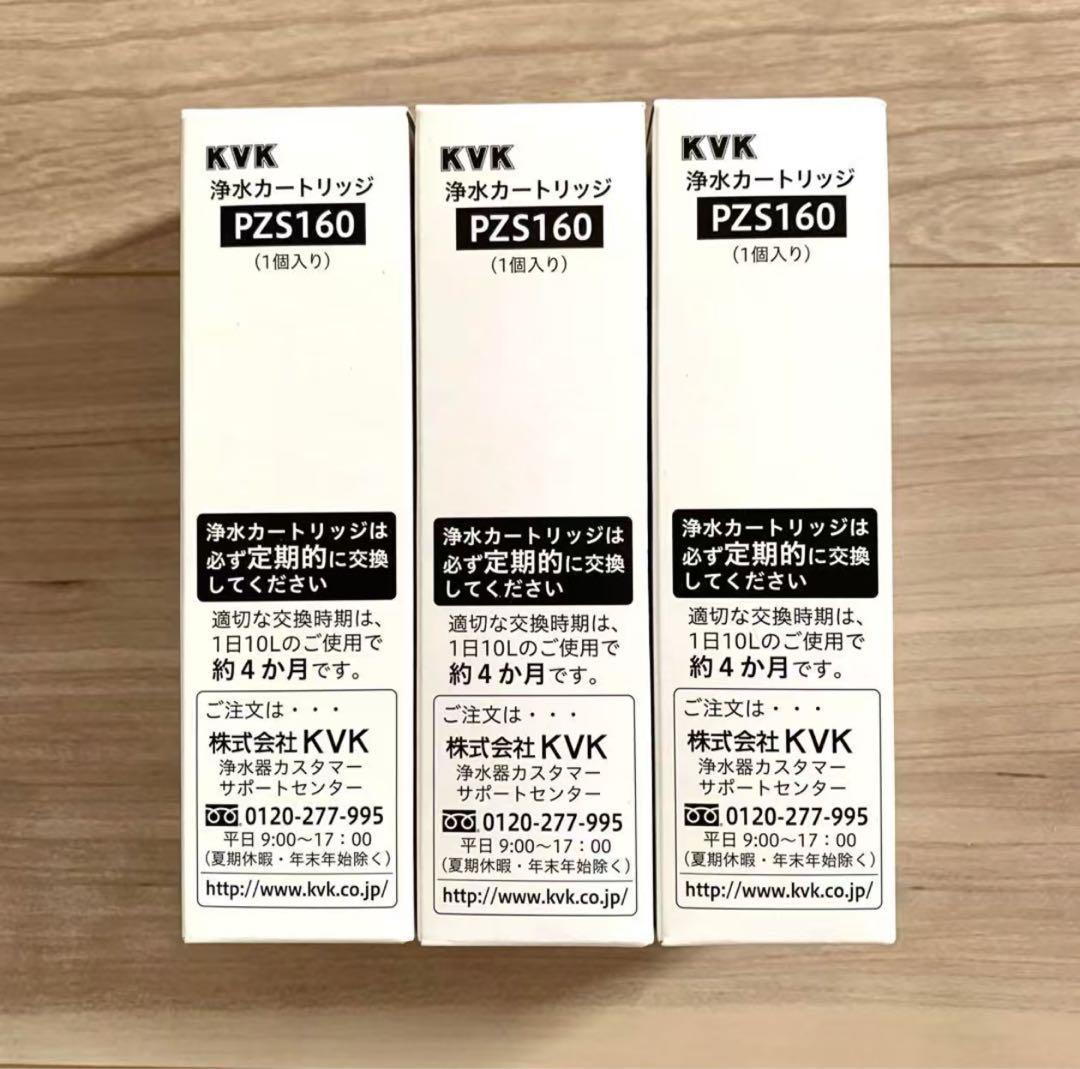 KVK
浄水カートリッジ
PZS160
(1個入り)
浄水カートリッジは
必ず定期的に交換
してください
適切な交換時期は、
1日10Lのご使用で
約4か月です。
ご注文は・・・
株式会社KVK
浄水器カスタマー
サポートセンター
0120-277-995
平日 9:00〜17:00
(夏期休暇・年末年始除く)
http://www.kvk.co.jp/
KVK
浄水カートリッジ
PZS160
(1個入り)
浄水カートリッジは
必ず定期的に交換
してください
適切な交換時期は、
1日10Lのご使用で
約4か月です。
ご注文は・・・
株式会社KVK
浄水器カスタマー
サポートセンター
0120-277-995
平日 9:00〜17:00
(夏期休暇・年末年始除く)
http://www.kvk.co.jp/
KVK
浄水カートリッジ
PZS160
(1個入り)
浄水カートリッジは
必ず定期的に交換
してください
適切な交換時期は、
1日10Lのご使用で
約4か月です。
ご注文は・・・
株式会社KVK
浄水器カスタマー
サポートセンター
0120-277-995
平日 9:00〜17:00
(夏期休暇・年末年始除く)
http://www.kvk.co.jp/